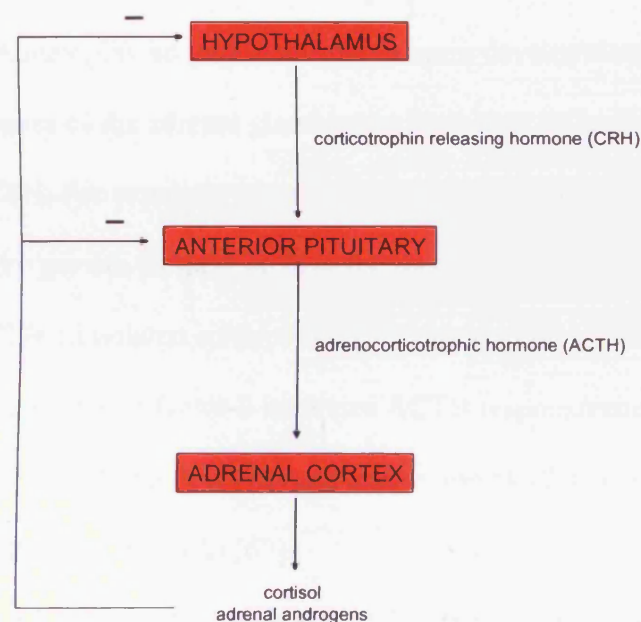 HYPOTHALAMUS
corticotrophin releasing hormone (CRH)
ANTERIOR PITUITARY
adrenocorticotrophic hormone (ACTH)
ADRENAL CORTEX
cortisol
adrenal androgens